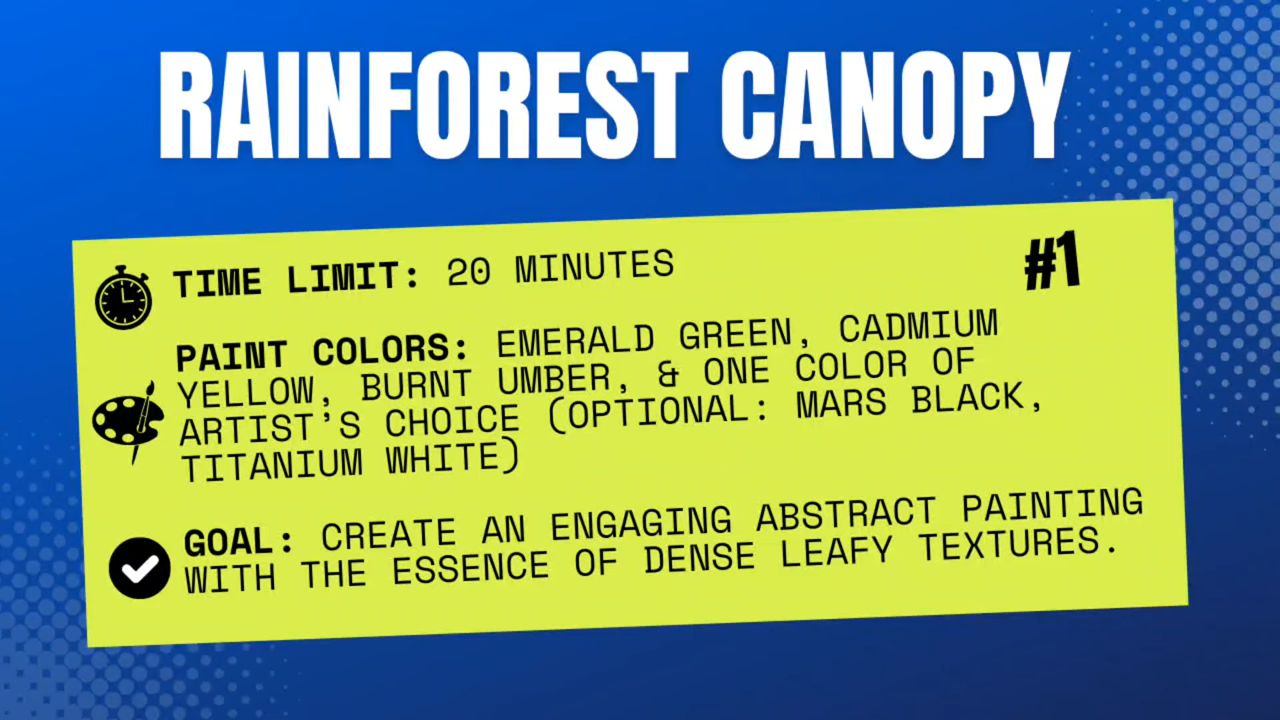 RAINFOREST CANOPY
#1
TIME LIMIT: 20 MINUTES
PAINT COLORS: EMERALD GREEN, CADMIUM
YELLOW, BURNT UMBER, & ONE COLOR OF
ARTIST'S CHOICE (OPTIONAL: MARS BLACK,
TITANIUM WHITE)
GOAL: CREATE AN ENGAGING ABSTRACT PAINTING
WITH THE ESSENCE OF DENSE LEAFY TEXTURES.